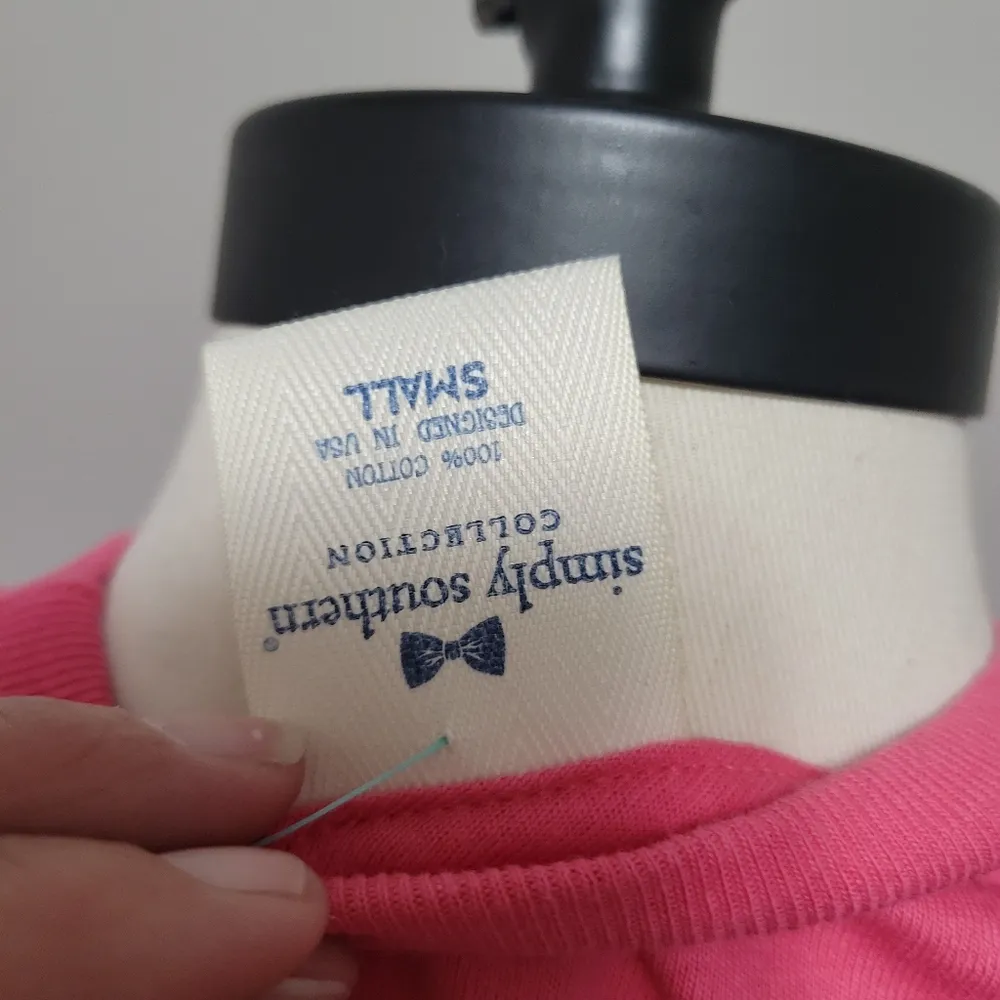 simply southern®
COLLECTION
100% COTTON
DESIGNED IN USA
SMALL